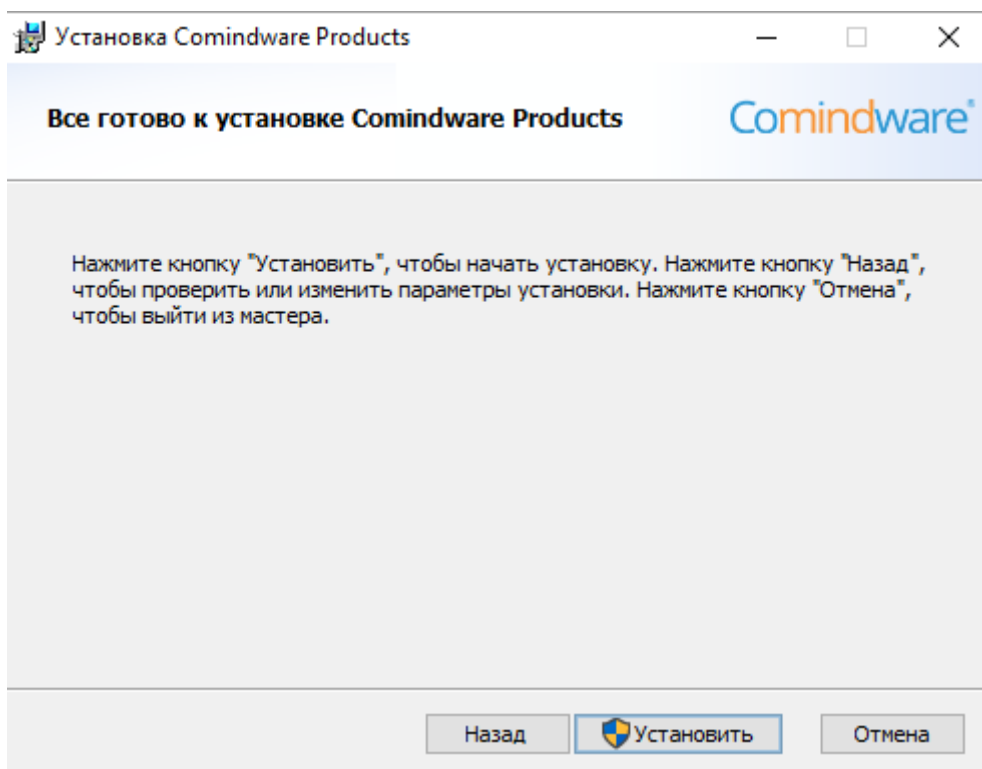 Установка Comindware Products
Все готово к установке Comindware Products
Comindware®
Нажмите кнопку "Установить", чтобы начать установку. Нажмите кнопку "Назад",
чтобы проверить или изменить параметры установки. Нажмите кнопку "Отмена",
чтобы выйти из мастера.
Назад
Установить
Отмена